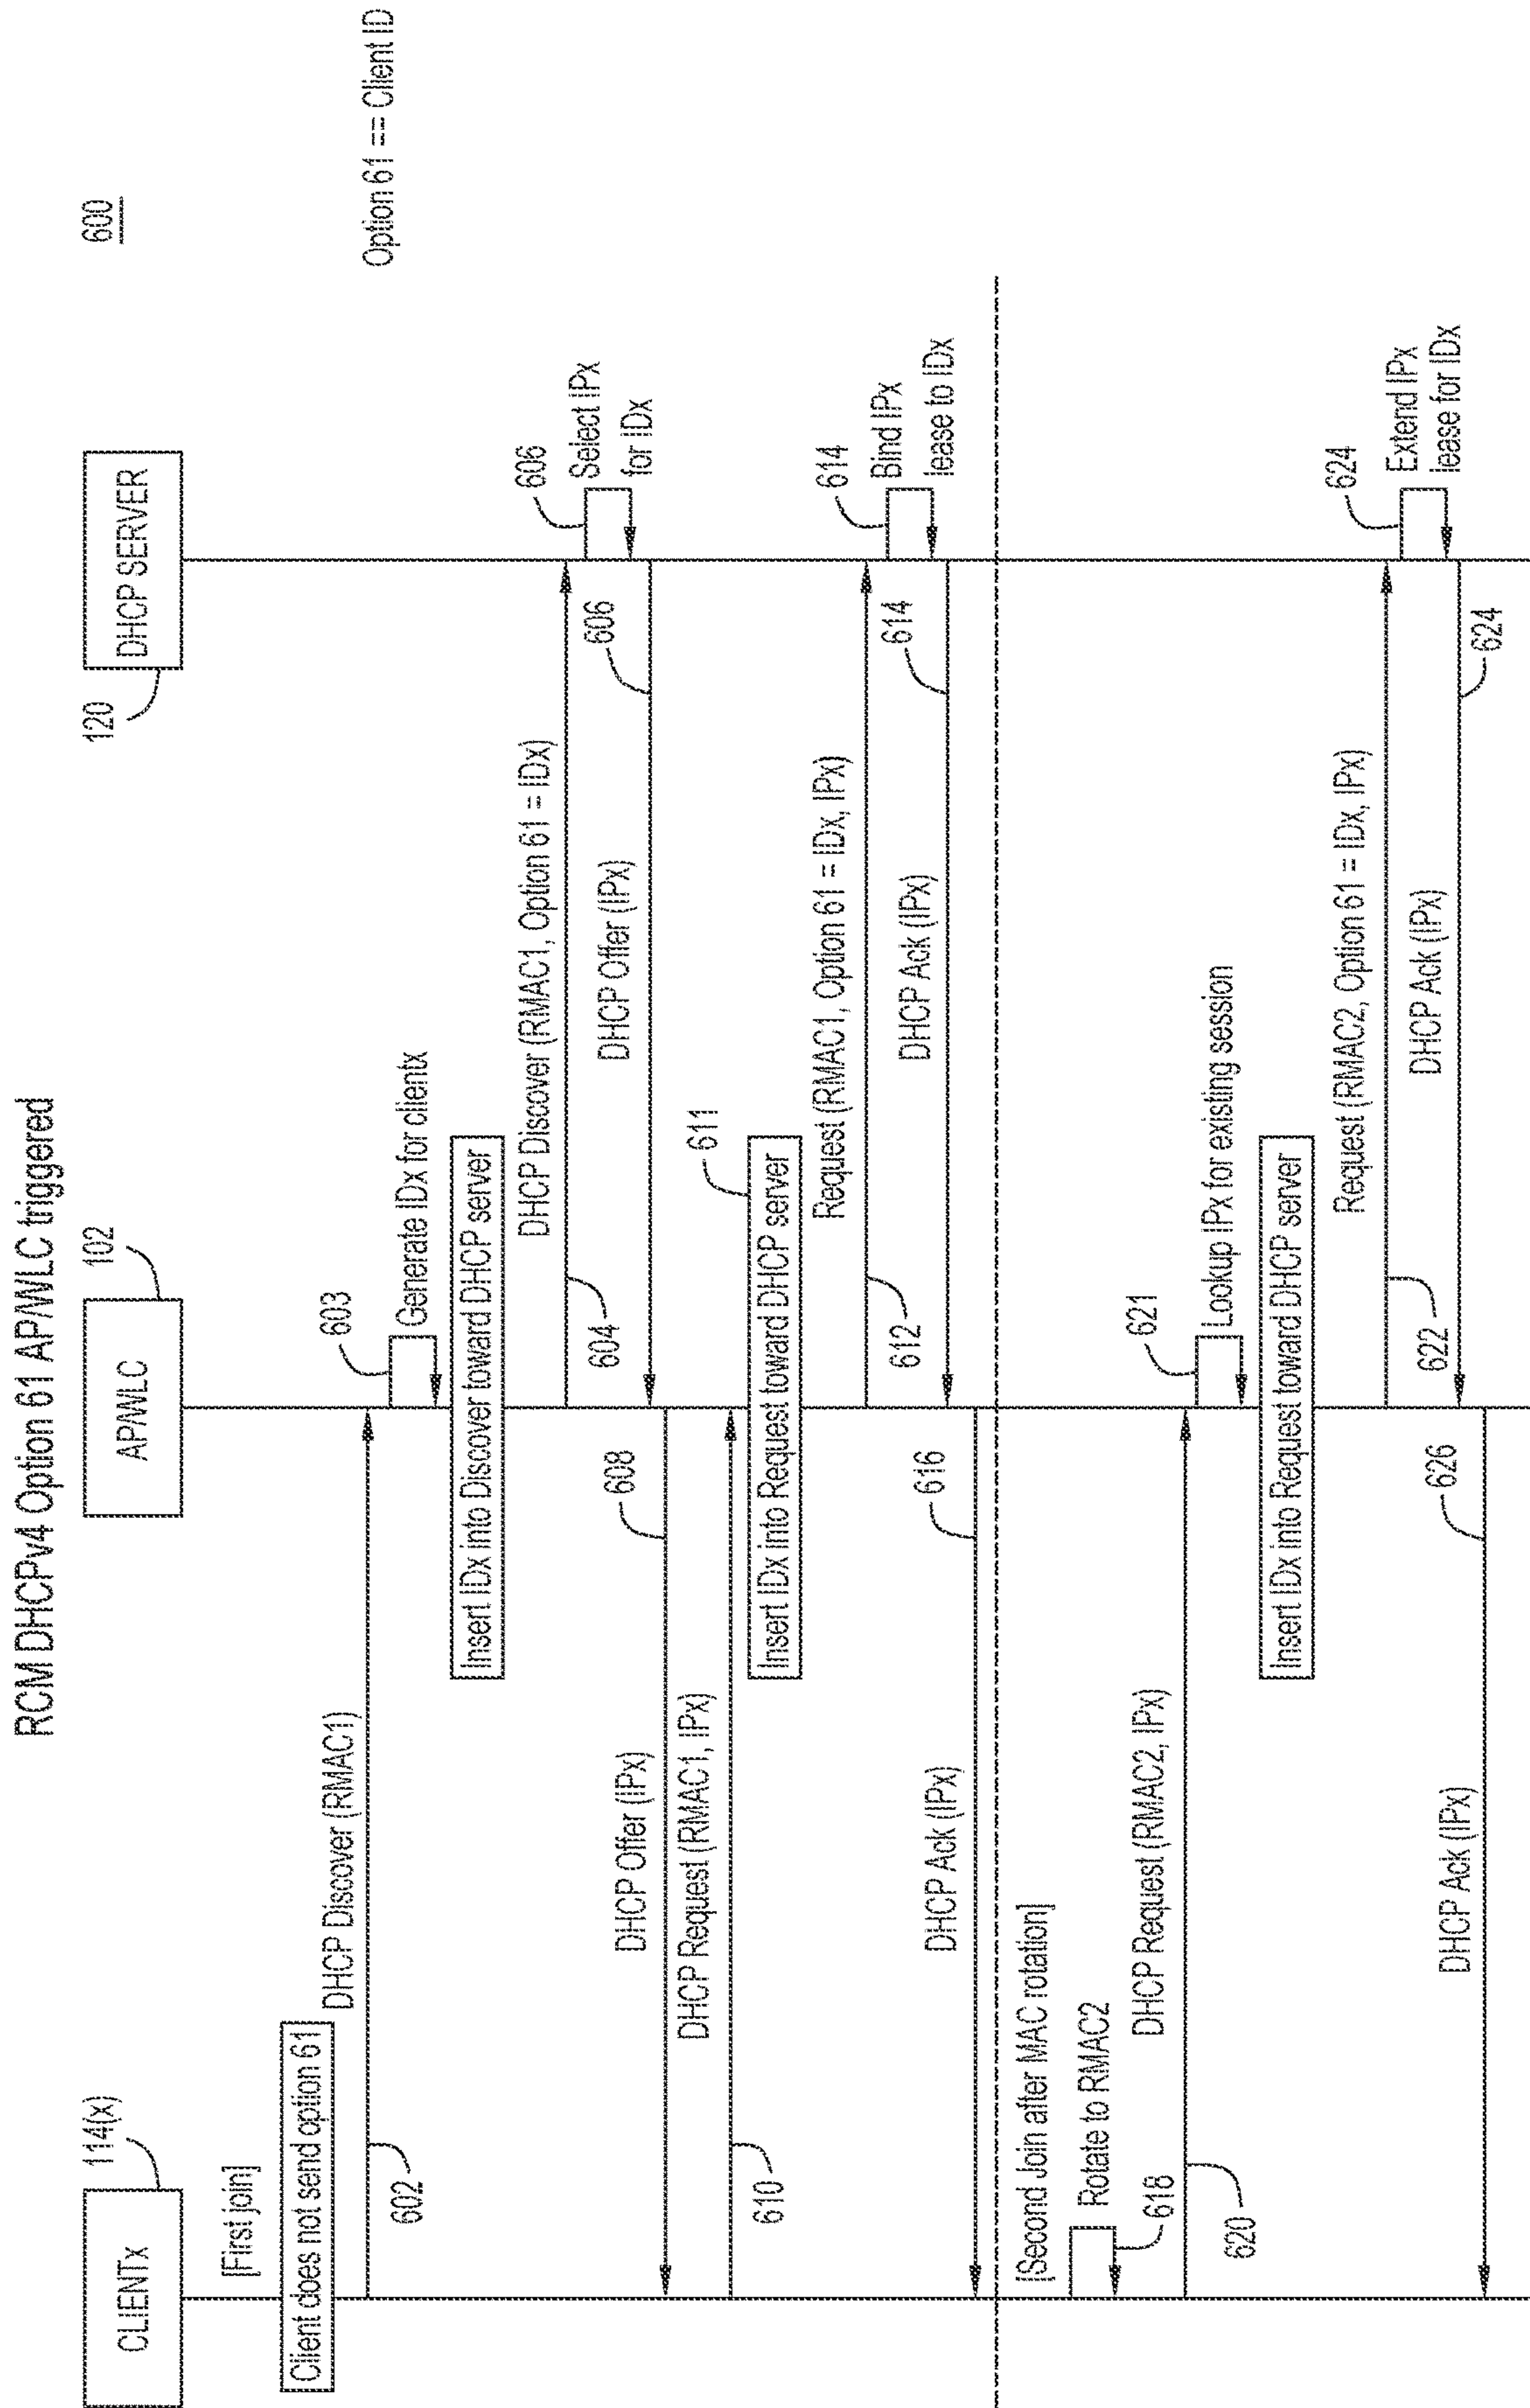 RCM DHCPv4 Option 61 AP/WLC triggered
600
114(x)
CLIENTx
102
AP/WLC
120
DHCP SERVER
Option 61 == Client ID
[First join]
Client does not send option 61
DHCP Discover (RMAC1)
602
603
Generate IDx for clientx
Insert IDx into Discover toward DHCP server
DHCP Discover (RMAC1, Option 61 = IDx)
604
606
Select IPx
for IDx
606
DHCP Offer (IPx)
608
DHCP Offer (IPx)
DHCP Request (RMAC1, IPx)
610
611
Insert IDx into Request toward DHCP server
Request (RMAC1, Option 61 = IDx, IPx)
612
614
Bind IPx
lease to IDx
614
DHCP Ack (IPx)
616
DHCP Ack (IPx)
[Second Join after MAC rotation]
Rotate to RMAC2
618
DHCP Request (RMAC2, IPx)
620
621
Lookup IPx for existing session
Insert IDx into Request toward DHCP server
Request (RMAC2, Option 61 = IDx, IPx)
622
624
Extend IPx
lease for IDx
DHCP Ack (IPx)
624
626
DHCP Ack (IPx)